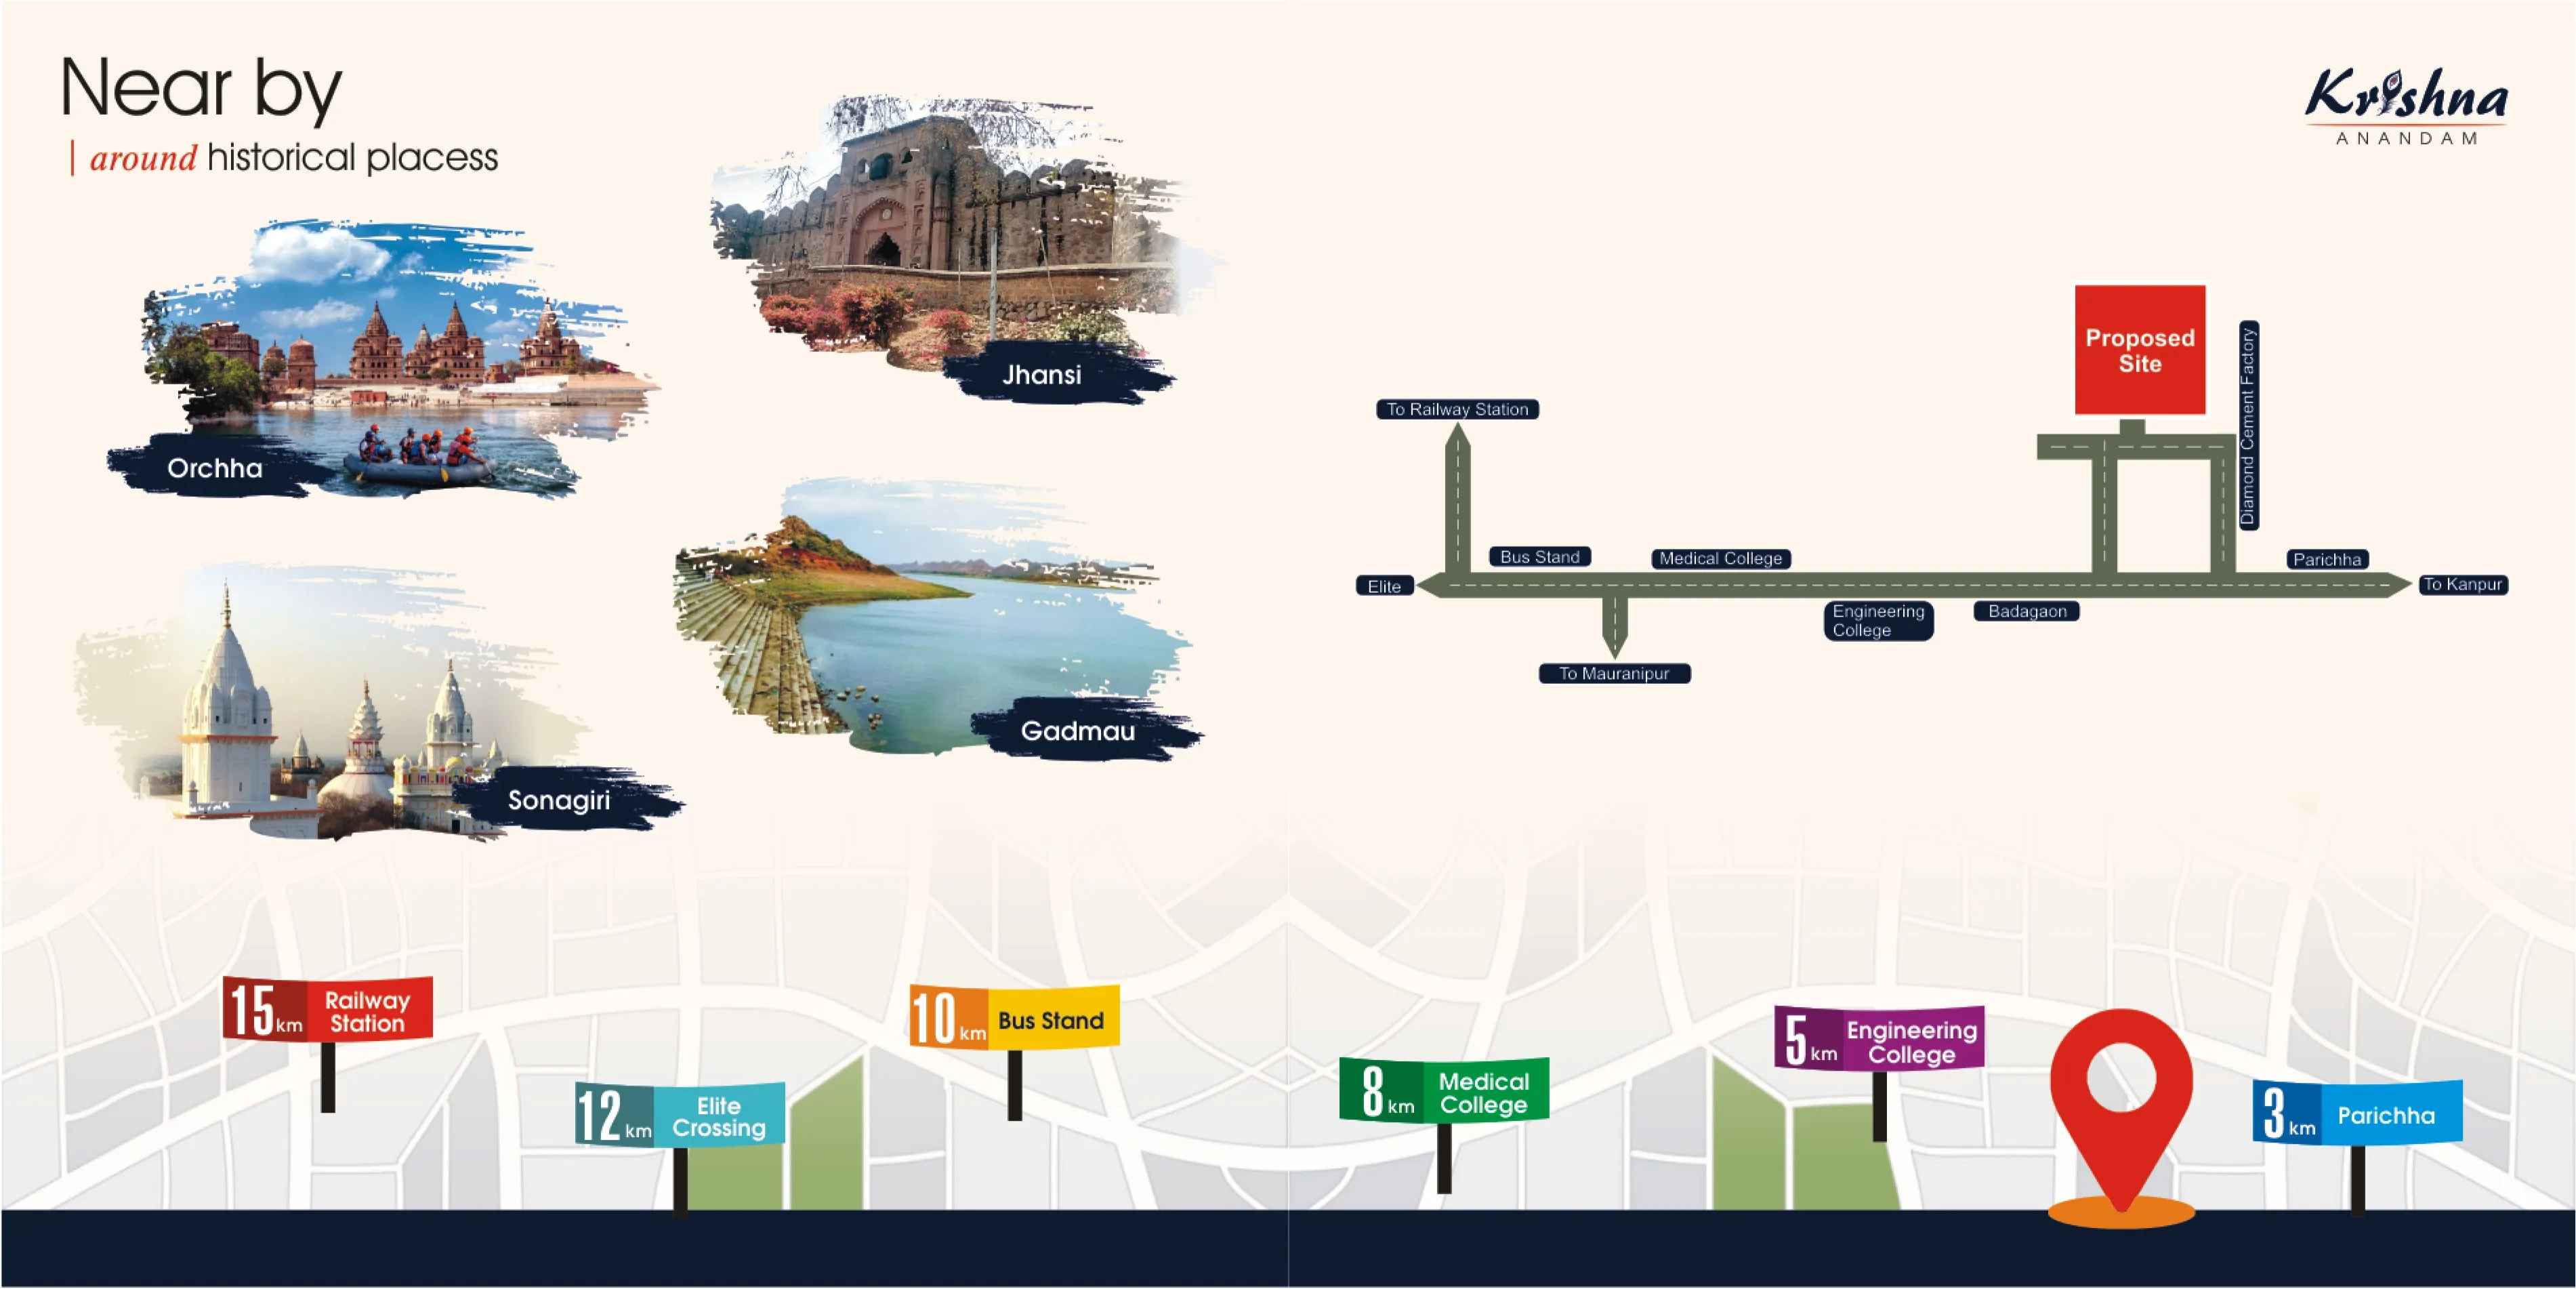 Near by
| around historical placess
Krishna
ANANDAM
Jhansi
Orchha
Gadmau
Sonagiri
Proposed
Site
Diamond Cement Factory
To Railway Station
Bus Stand
Medical College
Parichha
Elite
To Kanpur
Engineering
College
Badagaon
To Mauranipur
15 km Railway
Station
12 km Elite
Crossing
10 km Bus Stand
8 km Medical
College
5 km Engineering
College
3 km Parichha